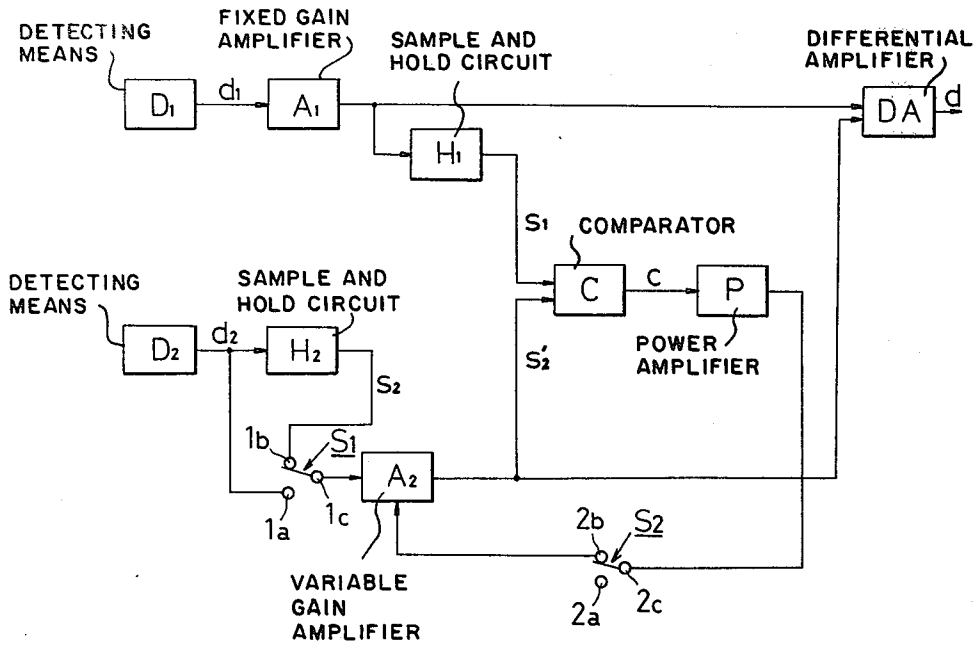 DETECTING
MEANS
FIXED GAIN
AMPLIFIER
SAMPLE AND
HOLD CIRCUIT
DIFFERENTIAL
AMPLIFIER
D1
d1
A1
H1
DA
d
S1
COMPARATOR
DETECTING
MEANS
SAMPLE AND
HOLD CIRCUIT
C
c
P
D2
d2
H2
S2
S'2
POWER
AMPLIFIER
1b
S1
A2
1a
1c
2b
S2
2a
2c
VARIABLE
GAIN
AMPLIFIER